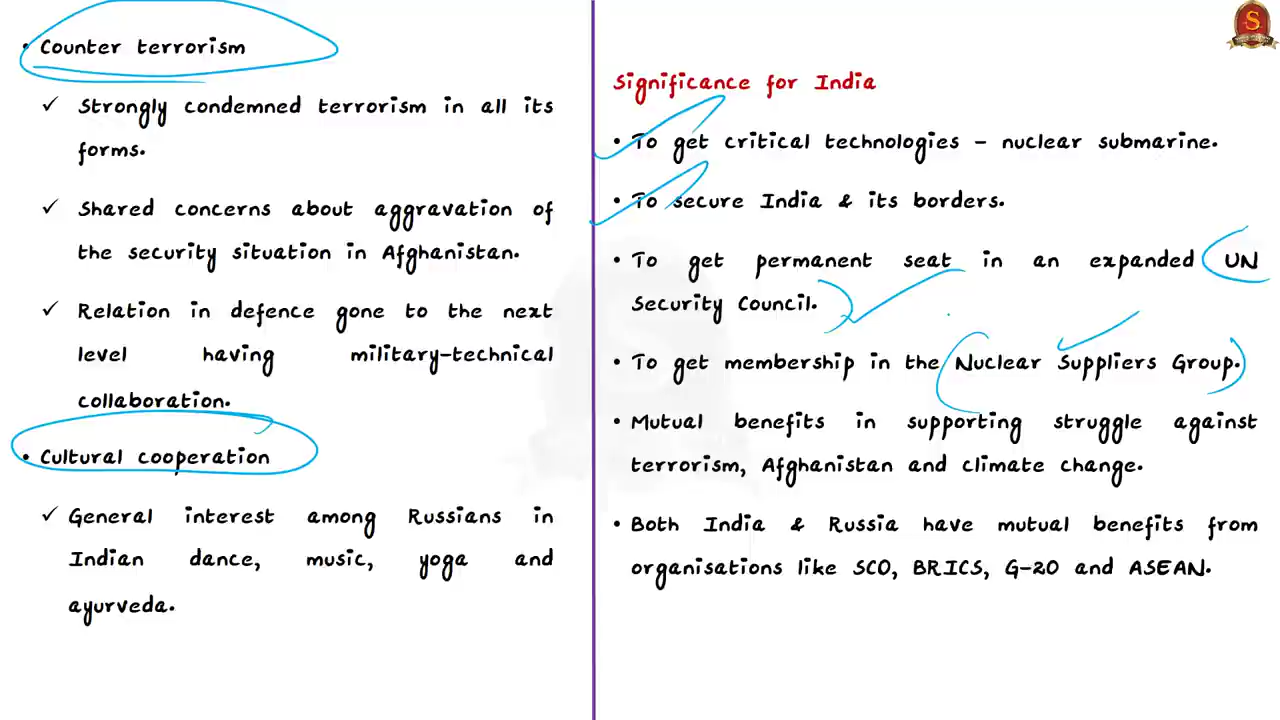 • Counter terrorism
✓ Strongly condemned terrorism in all its
forms.
✓ Shared concerns about aggravation of
the security situation in Afghanistan.
✓ Relation in defence gone to the next
level having military-technical
collaboration.
• Cultural cooperation
✓ General interest among Russians in
Indian dance, music, yoga and
ayurveda.
S
Significance for India
• To get critical technologies – nuclear submarine.
• To secure India & its borders.
• To get permanent seat in an expanded UN
Security Council.
• To get membership in the Nuclear Suppliers Group.
• Mutual benefits in supporting struggle against
terrorism, Afghanistan and climate change.
• Both India & Russia have mutual benefits from
organisations like SCO, BRICS, G-20 and ASEAN.